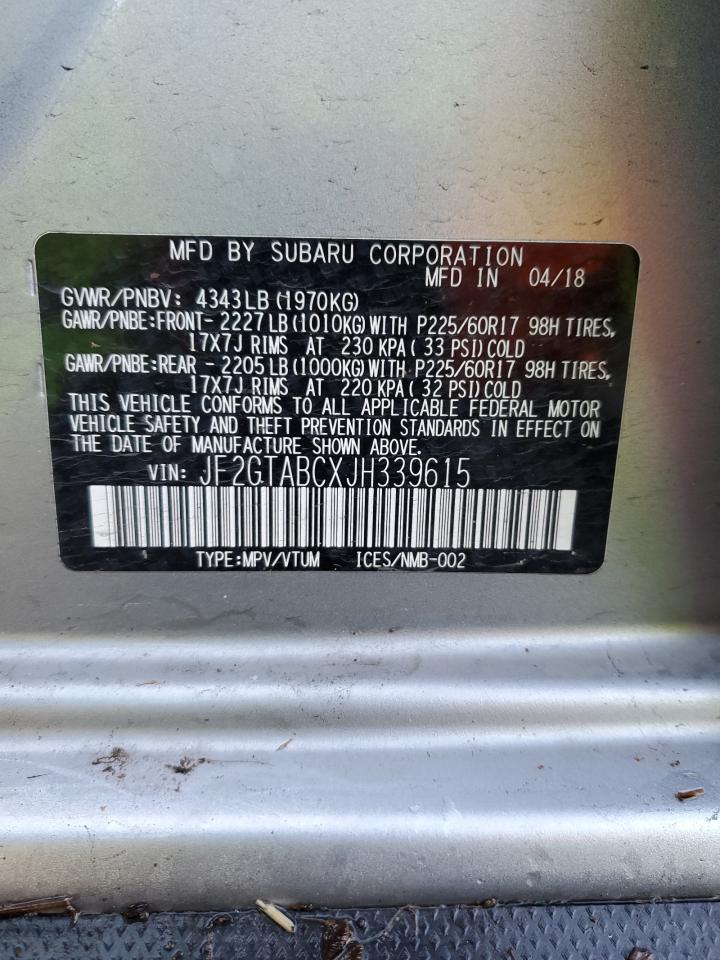 MFD BY SUBARU CORPORATION
MFD IN 04/18
GVWR/PNBV: 4343LB(1970KG)
GAWR/PNBE:FRONT- 2227LB(1010KG)WITH P225/60R17 98H TIRES,
17X7J RIMS AT 230 KPA( 33 PSI)COLD
GAWR/PNBE:REAR - 2205LB(1000KG)WITH P225/60R17 98H TIRES,
17X7J RIMS AT 220 KPA( 32 PSI)COLD
THIS VEHICLE CONFORMS TO ALL APPLICABLE FEDERAL MOTOR
VEHICLE SAFETY AND THEFT PREVENTION STANDARDS IN EFFECT ON
THE DATE OF MANUFACTURE SHOWN ABOVE.
VIN: JF2GTABCXJH339615
TYPE:MPV/VTUM ICES/NMB-002